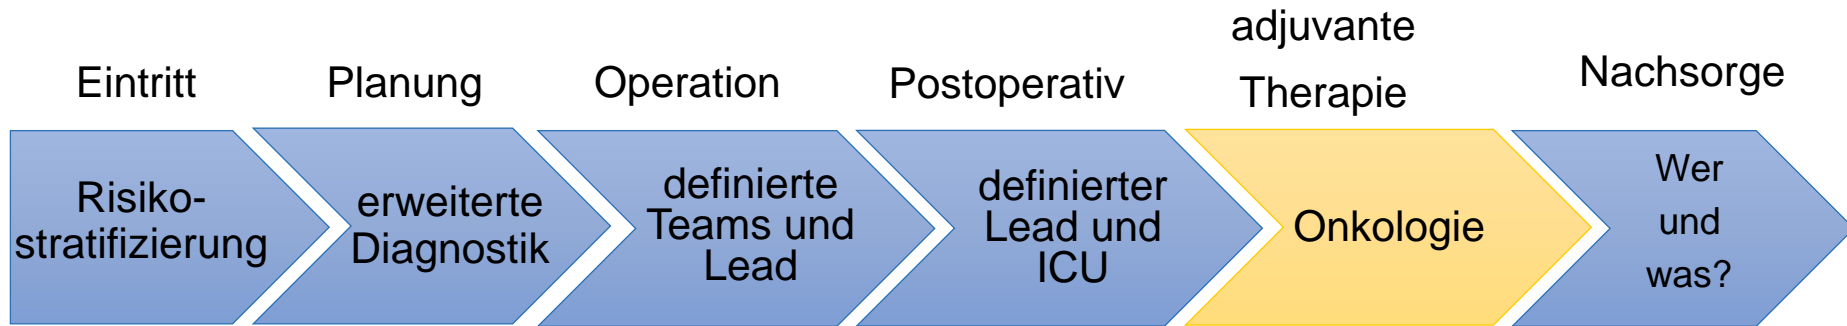 Eintritt
Planung
Operation
Postoperativ
adjuvante
Therapie
Nachsorge
Risiko-
stratifizierung
erweiterte
Diagnostik
definierte
Teams und
Lead
definierter
Lead und
ICU
Onkologie
Wer
und
was?